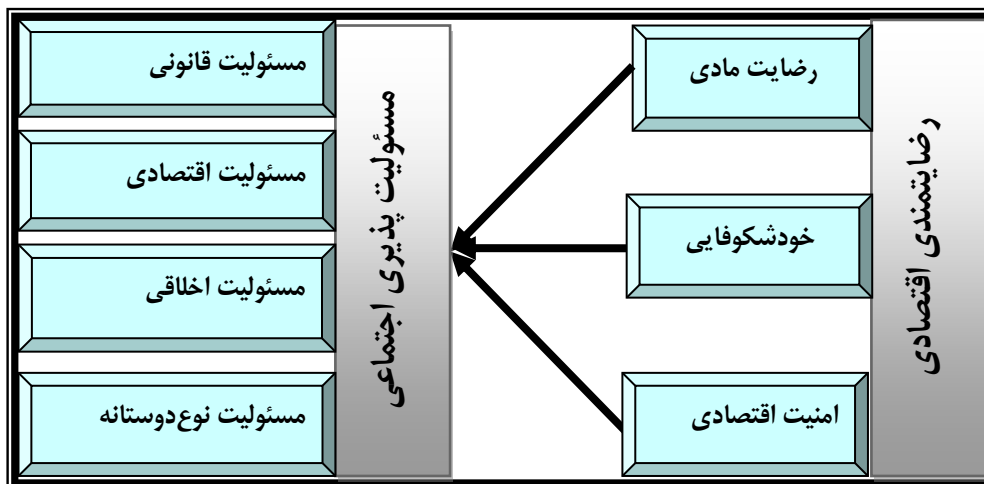 رضایتمندی اقتصادی
رضایت مادی
خودشکوفایی
امنیت اقتصادی
مسئولیت پذیری اجتماعی
مسئولیت قانونی
مسئولیت اقتصادی
مسئولیت اخلاقی
مسئولیت نوع‌دوستانه